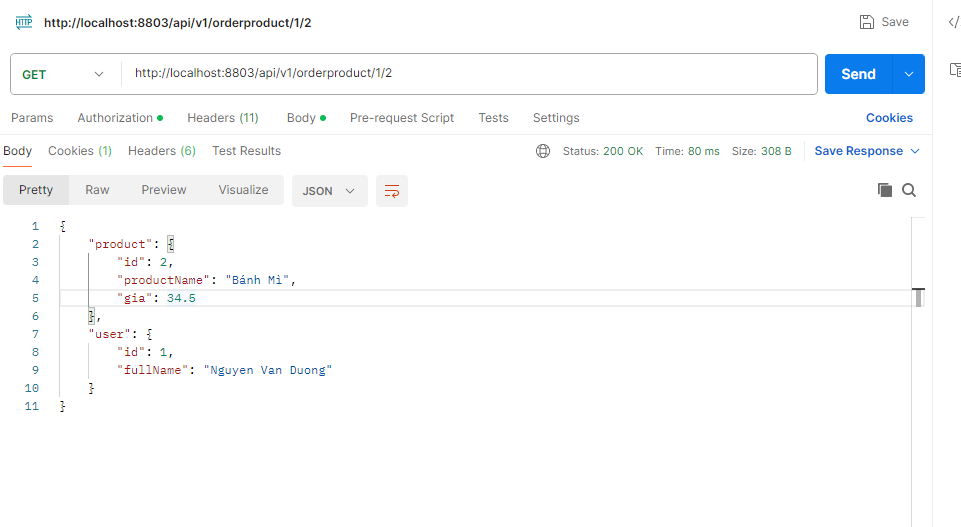 HTTP http://localhost:8803/api/v1/orderproduct/1/2 Save </>
GET http://localhost:8803/api/v1/orderproduct/1/2 Send
Params Authorization Headers (11) Body Pre-request Script Tests Settings Cookies
Body Cookies (1) Headers (6) Test Results Status: 200 OK Time: 80 ms Size: 308 B Save Response
Pretty Raw Preview Visualize JSON
1 {
2 "product": {
3 "id": 2,
4 "productName": "Bánh Mì",
5 "gia": 34.5
6 },
7 "user": {
8 "id": 1,
9 "fullName": "Nguyen Van Duong"
10 }
11 }